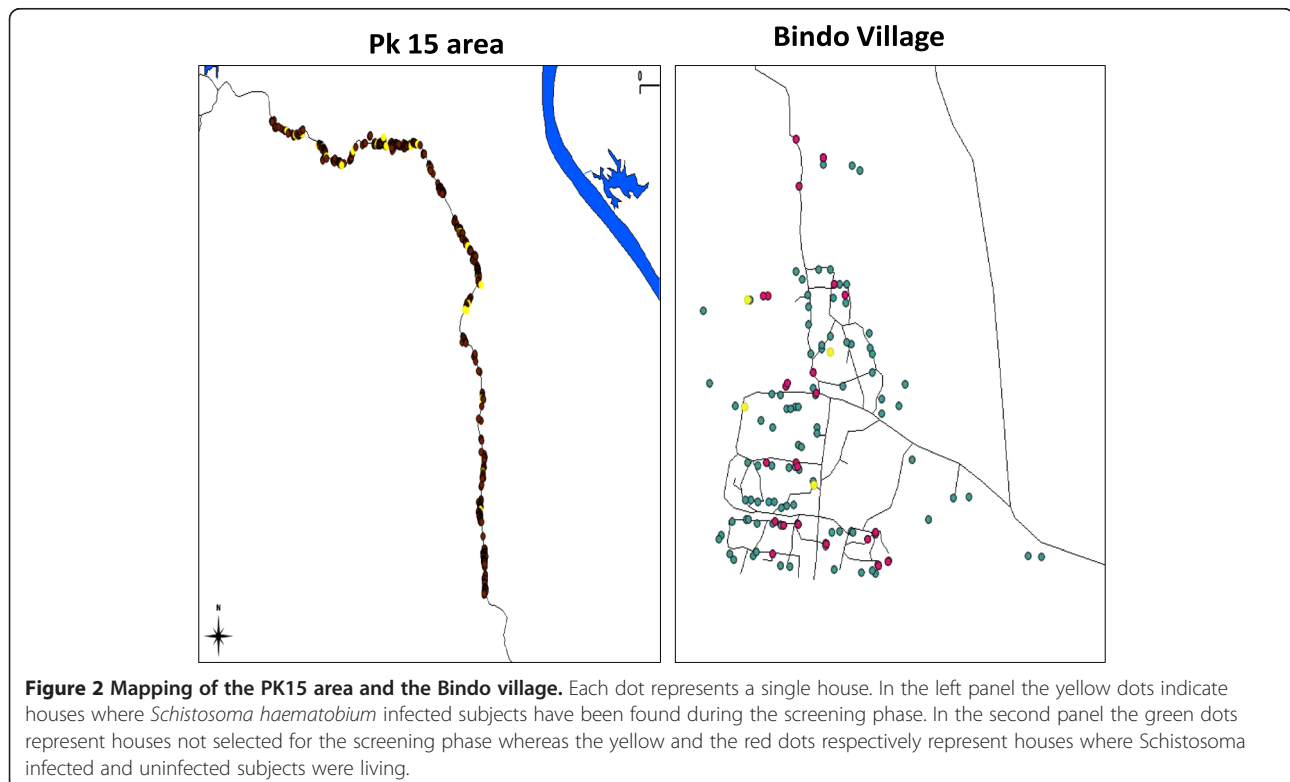 Pk 15 area
Bindo Village
0
N
Figure 2 Mapping of the PK15 area and the Bindo village. Each dot represents a single house. In the left panel the yellow dots indicate
houses where Schistosoma haematobium infected subjects have been found during the screening phase. In the second panel the green dots
represent houses not selected for the screening phase whereas the yellow and the red dots respectively represent houses where Schistosoma
infected and uninfected subjects were living.